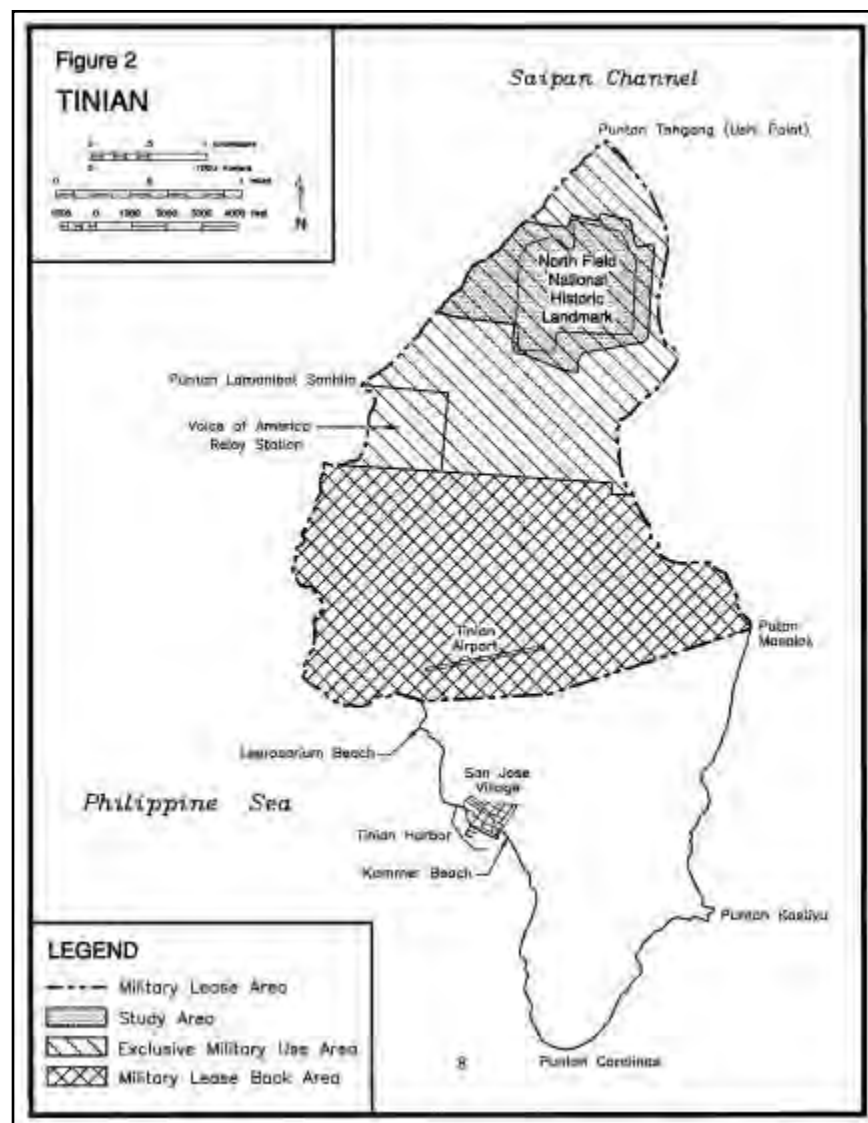 Figure 2
TINIAN
N
Saipan Channel
Puntan Tahgong (Ushi Point)
North Field
National
Historic
Landmark
Puntan Lamanibot Sanhilo
Voice of America
Relay Station
Tinian
Airport
Puntan
Masalok
Leprosarium Beach
San Jose
Village
Philippine Sea
Tinian Harbor
Kammer Beach
Puntan Carolinas
8
LEGEND
Military Lease Area
Study Area
Exclusive Military Use Area
Military Lease Back Area